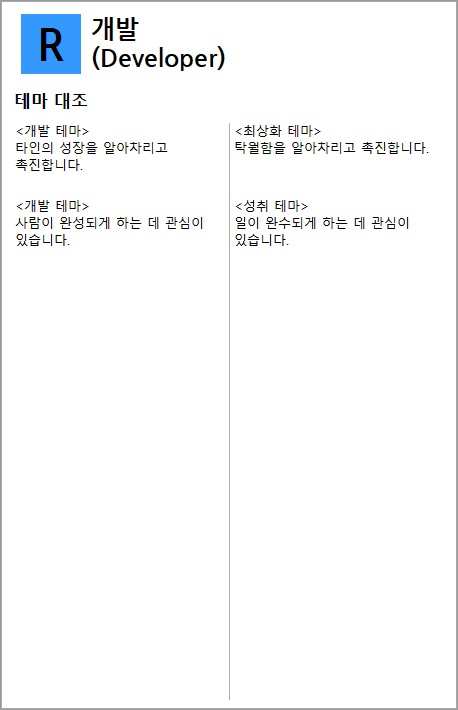 R
개발
(Developer)
테마 대조
<개발 테마>
타인의 성장을 알아차리고
촉진합니다.
<최상화 테마>
탁월함을 알아차리고 촉진합니다.
<개발 테마>
사람이 완성되게 하는 데 관심이
있습니다.
<성취 테마>
일이 완수되게 하는 데 관심이
있습니다.